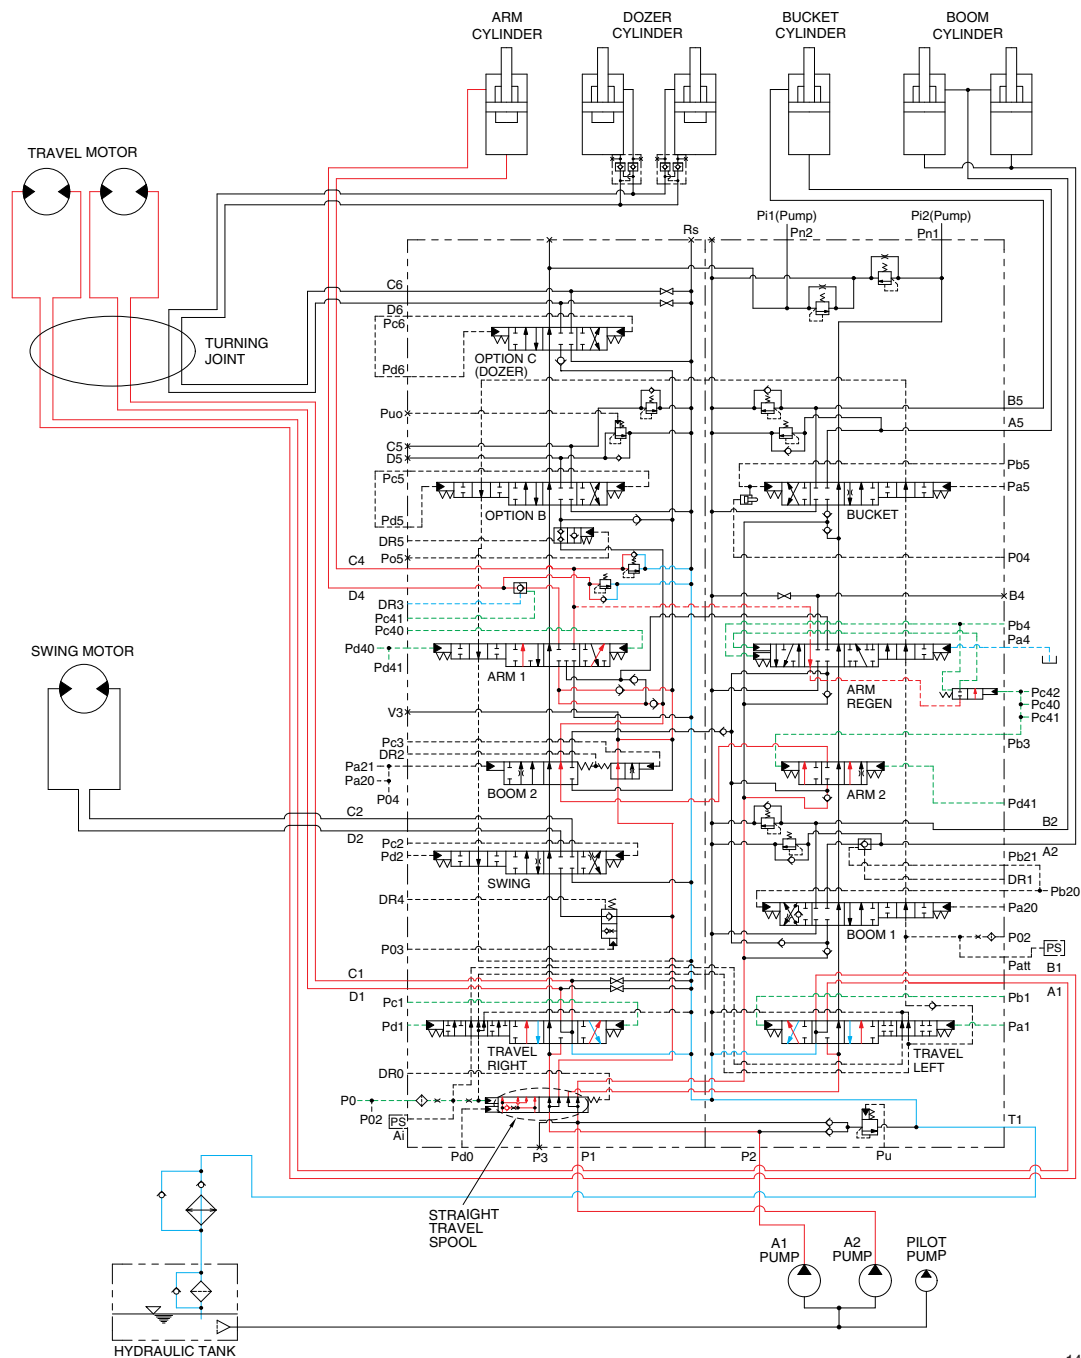 ARM
CYLINDER
DOZER
CYLINDER
BUCKET
CYLINDER
BOOM
CYLINDER
TRAVEL MOTOR
TURNING
JOINT
Pi1(Pump)
Pn2
Pi2(Pump)
Pn1
Rs
C6
D6
Pc6
Pd6
OPTION C
(DOZER)
Puo
C5
D5
Pc5
Pd5
OPTION B
DR5
Po5
C4
D4
DR3
Pc41
Pc40
Pd40
Pd41
ARM 1
V3
Pc3
DR2
Pa21
Pa20
P04
BOOM 2
SWING MOTOR
C2
D2
Pc2
Pd2
SWING
DR4
P03
C1
D1
Pc1
Pd1
TRAVEL
RIGHT
DR0
P0
P02
PS
Ai
Pd0
P3
P1
P2
Pu
STRAIGHT
TRAVEL
SPOOL
B5
A5
Pb5
Pa5
BUCKET
P04
B4
Pb4
Pa4
ARM
REGEN
Pc42
Pc40
Pc41
Pb3
ARM 2
Pd41
B2
A2
Pb21
DR1
Pb20
Pa20
BOOM 1
P02
PS
Patt
B1
A1
Pb1
Pa1
TRAVEL
LEFT
T1
A1
PUMP
A2
PUMP
PILOT
PUMP
HYDRAULIC TANK